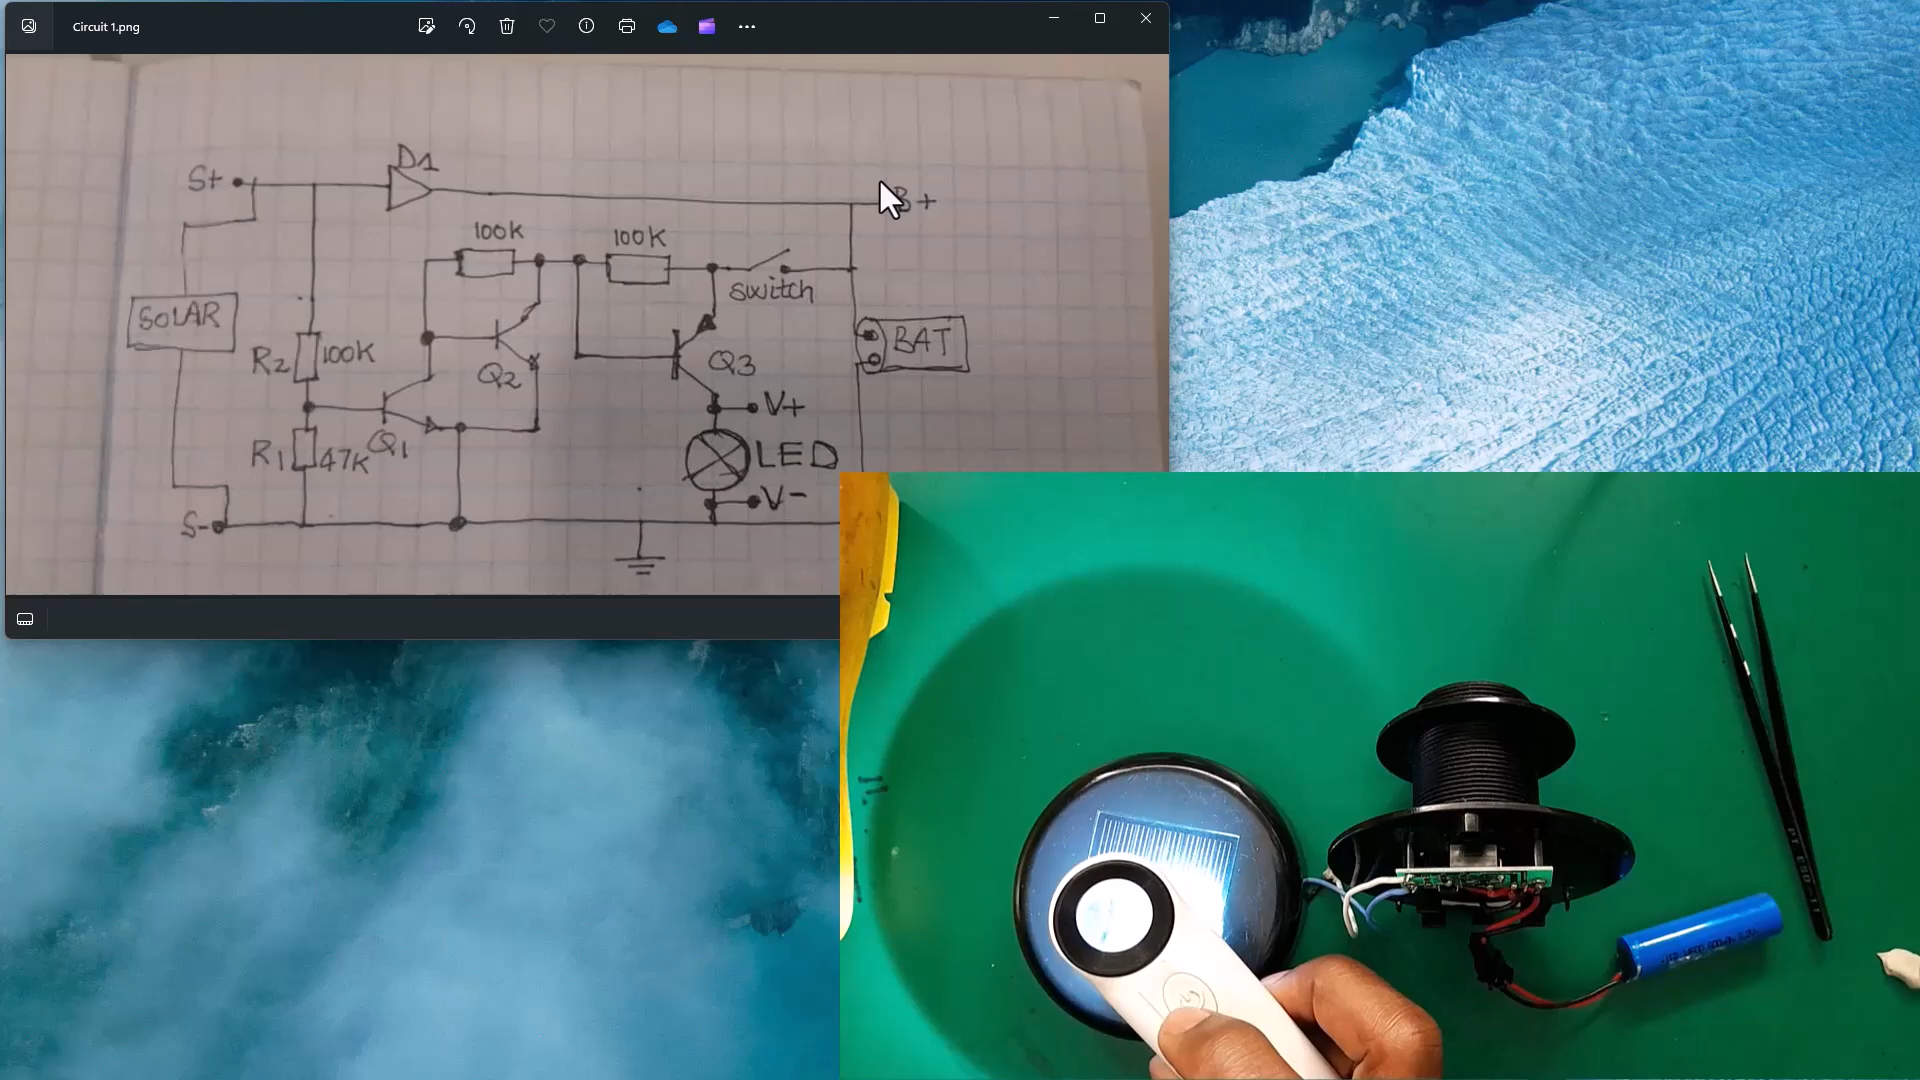 Circuit 1.png
D1
S+
B+
100K
100K
switch
SOLAR
BAT
R2
100K
Q2
Q3
V+
R1
47K
Q1
LED
V-
S-